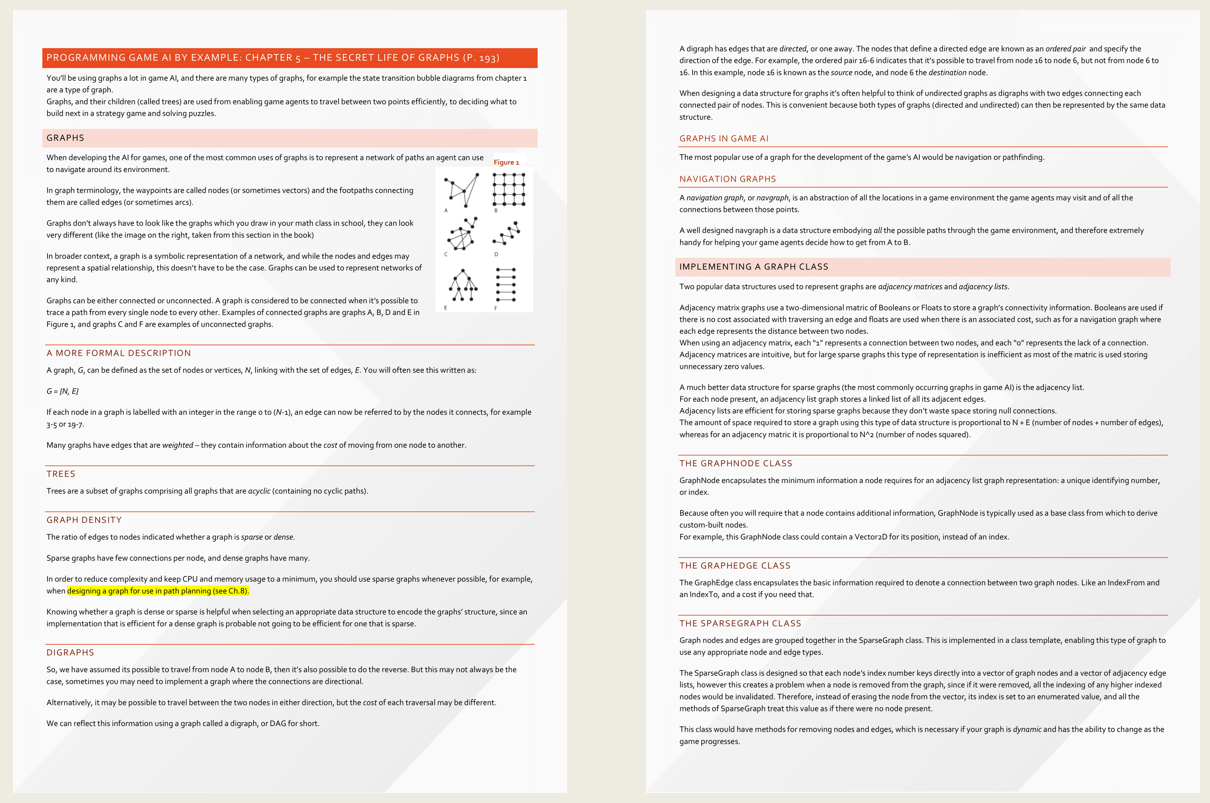 PROGRAMMING GAME AI BY EXAMPLE: CHAPTER 5 – THE SECRET LIFE OF GRAPHS (P. 193)
You'll be using graphs a lot in game AI, and there are many types of graphs, for example the state transition bubble diagrams from chapter 1
are a type of graph.
Graphs, and their children (called trees) are used from enabling game agents to travel between two points efficiently, to deciding what to
build next in a strategy game and solving puzzles.
GRAPHS
When developing the AI for games, one of the most common uses of graphs is to represent a network of paths an agent can use
to navigate around its environment.
Figure 1
In graph terminology, the waypoints are called nodes (or sometimes vectors) and the footpaths connecting
them are called edges (or sometimes arcs).
Graphs don't always have to look like the graphs which you draw in your math class in school, they can look
very different (like the image on the right, taken from this section in the book)
In broader context, a graph is a symbolic representation of a network, and while the nodes and edges may
represent a spatial relationship, this doesn't have to be the case. Graphs can be used to represent networks of
any kind.
Graphs can be either connected or unconnected. A graph is considered to be connected when it's possible to
trace a path from every single node to every other. Examples of connected graphs are graphs A, B, D and E in
Figure 1, and graphs C and F are examples of unconnected graphs.
A
B
C
D
E
F
A MORE FORMAL DESCRIPTION
A graph, G, can be defined as the set of nodes or vertices, N, linking with the set of edges, E. You will often see this written as:
G = {N, E}
If each node in a graph is labelled with an integer in the range 0 to (N-1), an edge can now be referred to by the nodes it connects, for example
3-5 or 19-7.
Many graphs have edges that are weighted – they contain information about the cost of moving from one node to another.
TREES
Trees are a subset of graphs comprising all graphs that are acyclic (containing no cyclic paths).
GRAPH DENSITY
The ratio of edges to nodes indicated whether a graph is sparse or dense.
Sparse graphs have few connections per node, and dense graphs have many.
In order to reduce complexity and keep CPU and memory usage to a minimum, you should use sparse graphs whenever possible, for example,
when designing a graph for use in path planning (see Ch.8).
Knowing whether a graph is dense or sparse is helpful when selecting an appropriate data structure to encode the graphs' structure, since an
implementation that is efficient for a dense graph is probable not going to be efficient for one that is sparse.
DIGRAPHS
So, we have assumed its possible to travel from node A to node B, then it's also possible to do the reverse. But this may not always be the
case, sometimes you may need to implement a graph where the connections are directional.
Alternatively, it may be possible to travel between the two nodes in either direction, but the cost of each traversal may be different.
We can reflect this information using a graph called a digraph, or DAG for short.
A digraph has edges that are directed, or one away. The nodes that define a directed edge are known as an ordered pair and specify the
direction of the edge. For example, the ordered pair 16-6 indicates that it's possible to travel from node 16 to node 6, but not from node 6 to
16. In this example, node 16 is known as the source node, and node 6 the destination node.
When designing a data structure for graphs it's often helpful to think of undirected graphs as digraphs with two edges connecting each
connected pair of nodes. This is convenient because both types of graphs (directed and undirected) can then be represented by the same data
structure.
GRAPHS IN GAME AI
The most popular use of a graph for the development of the game's AI would be navigation or pathfinding.
NAVIGATION GRAPHS
A navigation graph, or navgraph, is an abstraction of all the locations in a game environment the game agents may visit and of all the
connections between those points.
A well designed navgraph is a data structure embodying all the possible paths through the game environment, and therefore extremely
handy for helping your game agents decide how to get from A to B.
IMPLEMENTING A GRAPH CLASS
Two popular data structures used to represent graphs are adjacency matrices and adjacency lists.
Adjacency matrix graphs use a two-dimensional matric of Booleans or Floats to store a graph's connectivity information. Booleans are used if
there is no cost associated with traversing an edge and floats are used when there is an associated cost, such as for a navigation graph where
each edge represents the distance between two nodes.
When using an adjacency matrix, each "1" represents a connection between two nodes, and each "0" represents the lack of a connection.
Adjacency matrices are intuitive, but for large sparse graphs this type of representation is inefficient as most of the matric is used storing
unnecessary zero values.
A much better data structure for sparse graphs (the most commonly occurring graphs in game AI) is the adjacency list.
For each node present, an adjacency list graph stores a linked list of all its adjacent edges.
Adjacency lists are efficient for storing sparse graphs because they don't waste space storing null connections.
The amount of space required to store a graph using this type of data structure is proportional to N + E (number of nodes + number of edges),
whereas for an adjacency matric it is proportional to N^2 (number of nodes squared).
THE GRAPHNODE CLASS
GraphNode encapsulates the minimum information a node requires for an adjacency list graph representation: a unique identifying number,
or index.
Because often you will require that a node contains additional information, GraphNode is typically used as a base class from which to derive
custom-built nodes.
For example, this GraphNode class could contain a Vector2D for its position, instead of an index.
THE GRAPHEDGE CLASS
The GraphEdge class encapsulates the basic information required to denote a connection between two graph nodes. Like an IndexFrom and
an IndexTo, and a cost if you need that.
THE SPARSEGRAPH CLASS
Graph nodes and edges are grouped together in the SparseGraph class. This is implemented in a class template, enabling this type of graph to
use any appropriate node and edge types.
The SparseGraph class is designed so that each node's index number keys directly into a vector of graph nodes and a vector of adjacency edge
lists, however this creates a problem when a node is removed from the graph, since if it were removed, all the indexing of any higher indexed
nodes would be invalidated. Therefore, instead of erasing the node from the vector, its index is set to an enumerated value, and all the
methods of SparseGraph treat this value as if there were no node present.
This class would have methods for removing nodes and edges, which is necessary if your graph is dynamic and has the ability to change as the
game progresses.